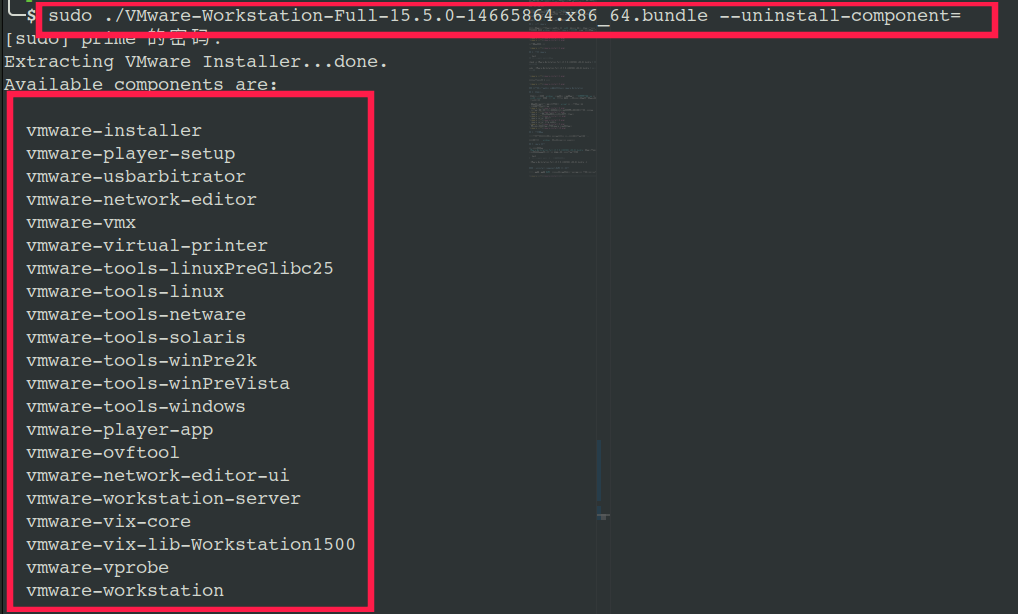 $ sudo ./VMware-Workstation-Full-15.5.0-14665864.x86_64.bundle --uninstall-component=
[sudo] prime 的密码:
Extracting VMware Installer...done.
Available components are:
vmware-installer
vmware-player-setup
vmware-usbarbitrator
vmware-network-editor
vmware-vmx
vmware-virtual-printer
vmware-tools-linuxPreGlibc25
vmware-tools-linux
vmware-tools-netware
vmware-tools-solaris
vmware-tools-winPre2k
vmware-tools-winPreVista
vmware-tools-windows
vmware-player-app
vmware-ovftool
vmware-network-editor-ui
vmware-workstation-server
vmware-vix-core
vmware-vix-lib-Workstation1500
vmware-vprobe
vmware-workstation